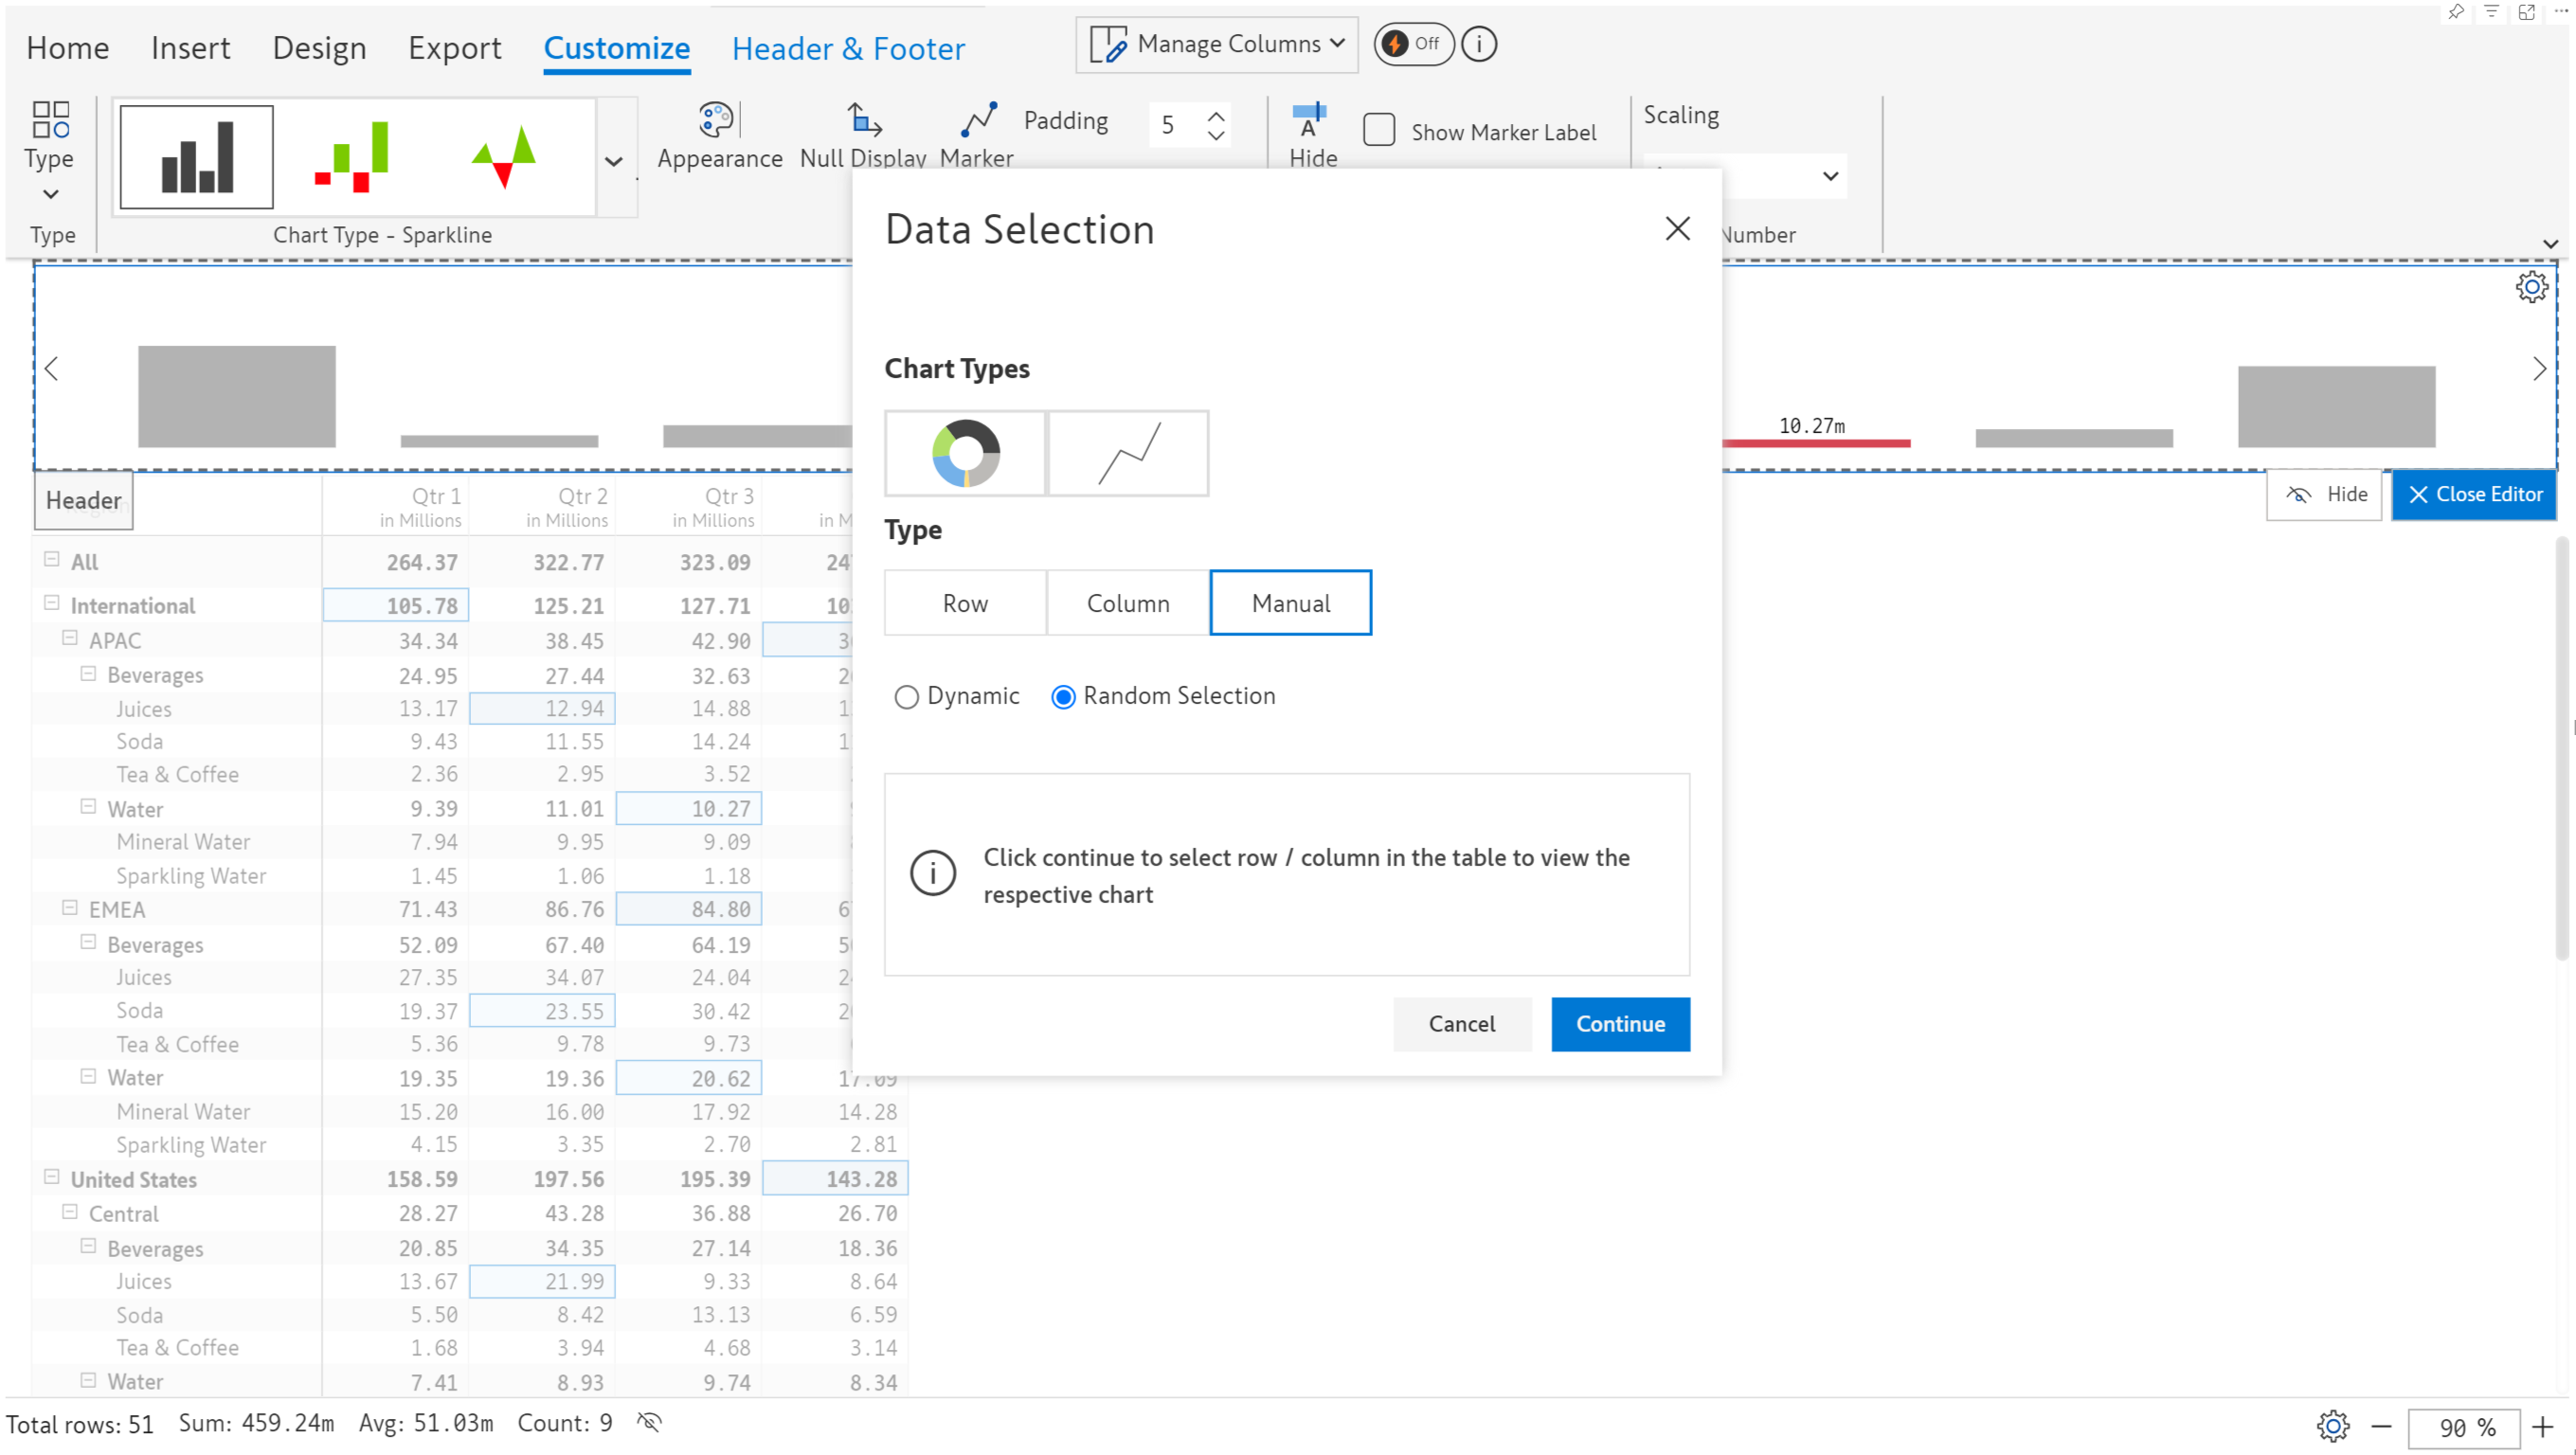 Home Insert Design Export Customize Header & Footer Manage Columns Off
Type Appearance Null Display Marker Padding 5 Hide Show Marker Label Scaling
Type Chart Type - Sparkline Number
Data Selection
Chart Types
10.27m
Header
Hide Close Editor
Qtr 1 Qtr 2 Qtr 3
in Millions in Millions in Millions
All 264.37 322.77 323.09
International 105.78 125.21 127.71
APAC 34.34 38.45 42.90
Beverages 24.95 27.44 32.63
Juices 13.17 12.94 14.88
Soda 9.43 11.55 14.24
Tea & Coffee 2.36 2.95 3.52
Water 9.39 11.01 10.27
Mineral Water 7.94 9.95 9.09
Sparkling Water 1.45 1.06 1.18
EMEA 71.43 86.76 84.80
Beverages 52.09 67.40 64.19
Juices 27.35 34.07 24.04
Soda 19.37 23.55 30.42
Tea & Coffee 5.36 9.78 9.73
Water 19.35 19.36 20.62 17.09
Mineral Water 15.20 16.00 17.92 14.28
Sparkling Water 4.15 3.35 2.70 2.81
United States 158.59 197.56 195.39 143.28
Central 28.27 43.28 36.88 26.70
Beverages 20.85 34.35 27.14 18.36
Juices 13.67 21.99 9.33 8.64
Soda 5.50 8.42 13.13 6.59
Tea & Coffee 1.68 3.94 4.68 3.14
Water 7.41 8.93 9.74 8.34
Type
Row Column Manual
Dynamic Random Selection
Click continue to select row / column in the table to view the
respective chart
Cancel Continue
Total rows: 51 Sum: 459.24m Avg: 51.03m Count: 9 90 %